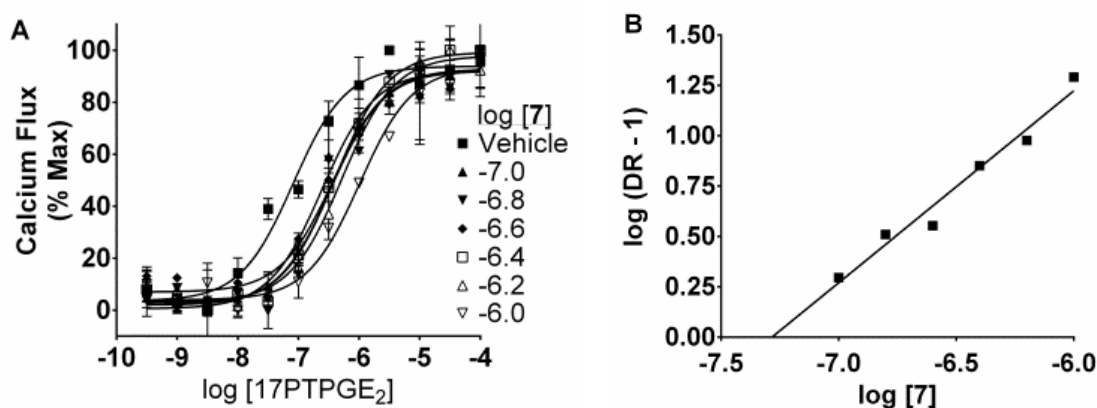 A
Calcium Flux
(% Max)
100
80
60
40
20
0
-10 -9 -8 -7 -6 -5 -4
log [17PTPGE₂]
log [7]
Vehicle
-7.0
-6.8
-6.6
-6.4
-6.2
-6.0
B
log (DR - 1)
1.50
1.25
1.00
0.75
0.50
0.25
0.00
-7.5 -7.0 -6.5 -6.0
log [7]